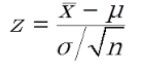 z = (x̄ − μ) / (σ/√n)